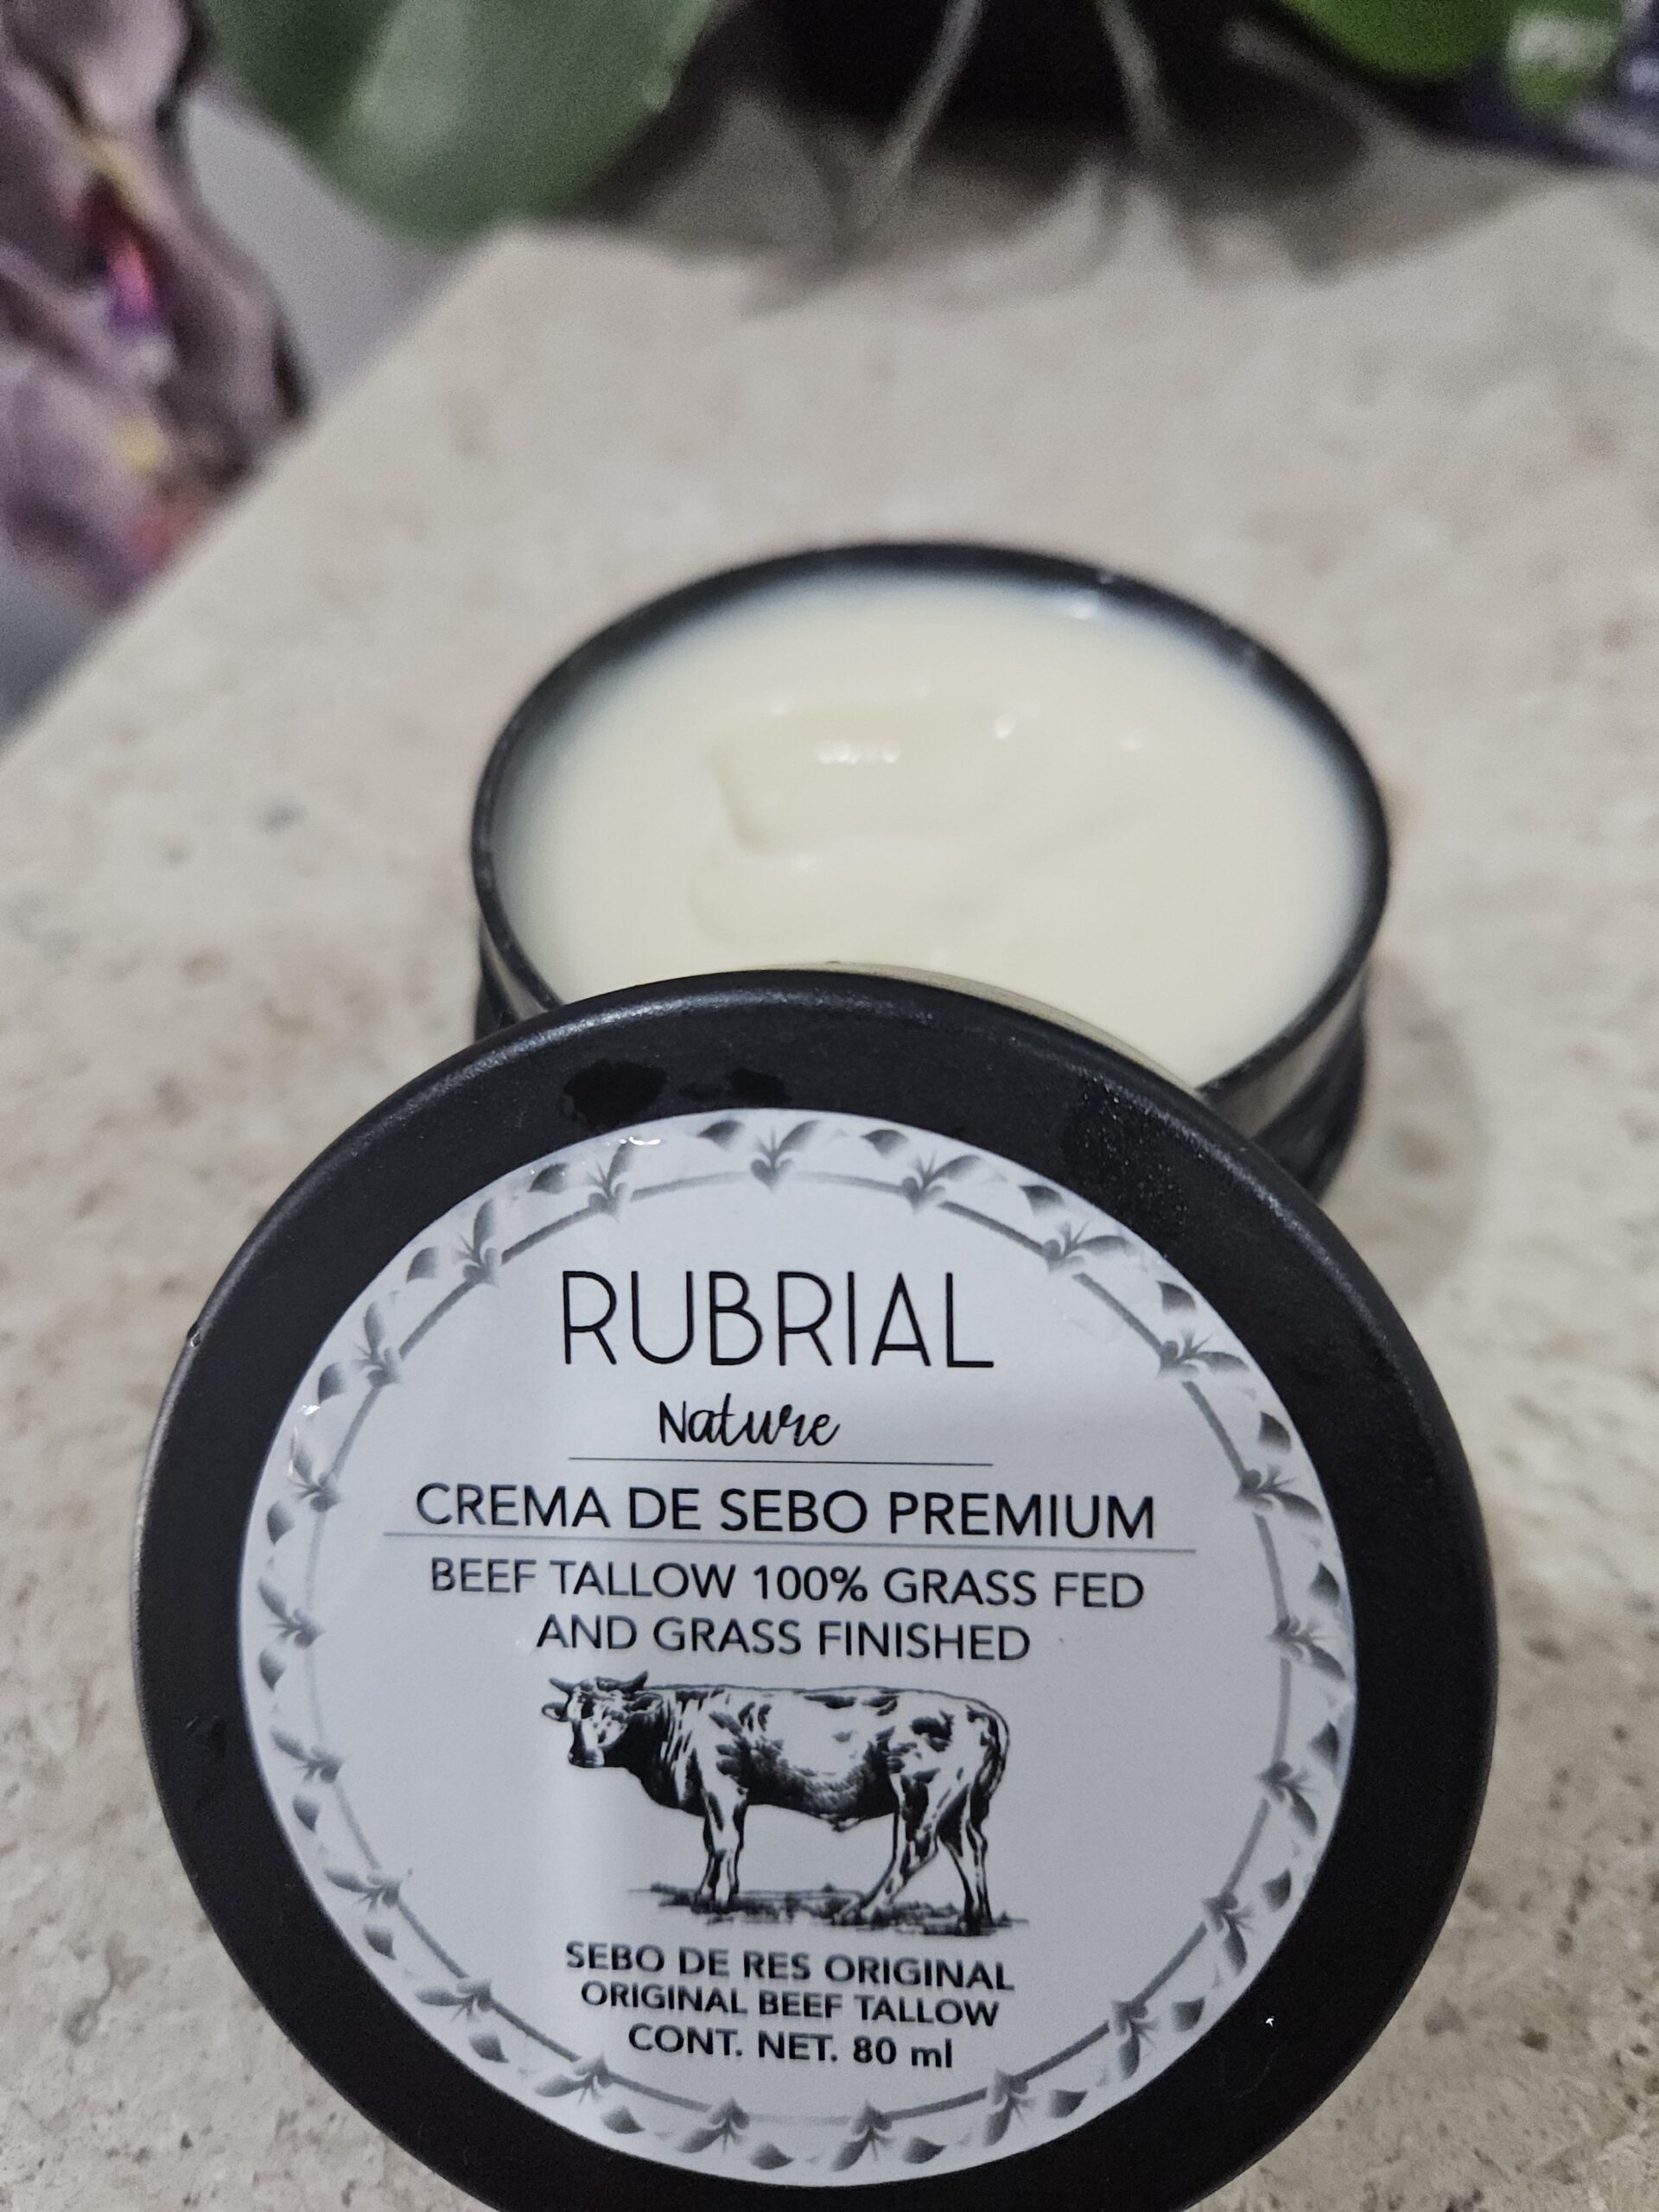 RUBRIAL
Nature
CREMA DE SEBO PREMIUM
BEEF TALLOW 100% GRASS FED
AND GRASS FINISHED
SEBO DE RES ORIGINAL
ORIGINAL BEEF TALLOW
CONT. NET. 80 ml